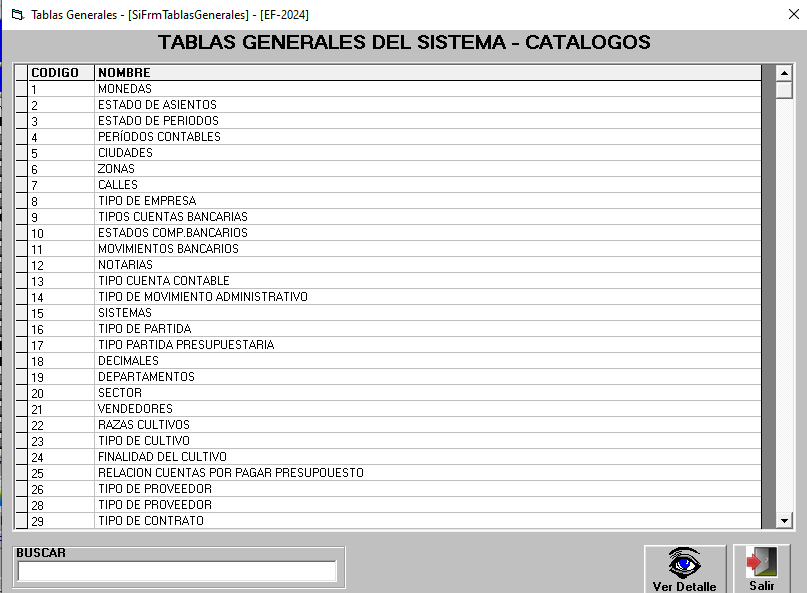 Tablas Generales - [SiFrmTablasGenerales] - [EF-2024]
TABLAS GENERALES DEL SISTEMA - CATALOGOS
CODIGO NOMBRE
1 MONEDAS
2 ESTADO DE ASIENTOS
3 ESTADO DE PERIODOS
4 PERÍODOS CONTABLES
5 CIUDADES
6 ZONAS
7 CALLES
8 TIPO DE EMPRESA
9 TIPOS CUENTAS BANCARIAS
10 ESTADOS COMP.BANCARIOS
11 MOVIMIENTOS BANCARIOS
12 NOTARIAS
13 TIPO CUENTA CONTABLE
14 TIPO DE MOVIMIENTO ADMINISTRATIVO
15 SISTEMAS
16 TIPO DE PARTIDA
17 TIPO PARTIDA PRESUPUESTARIA
18 DECIMALES
19 DEPARTAMENTOS
20 SECTOR
21 VENDEDORES
22 RAZAS CULTIVOS
23 TIPO DE CULTIVO
24 FINALIDAD DEL CULTIVO
25 RELACION CUENTAS POR PAGAR PRESUPOUESTO
26 TIPO DE PROVEEDOR
28 TIPO DE PROVEEDOR
29 TIPO DE CONTRATO
BUSCAR
Ver Detalle
Salir